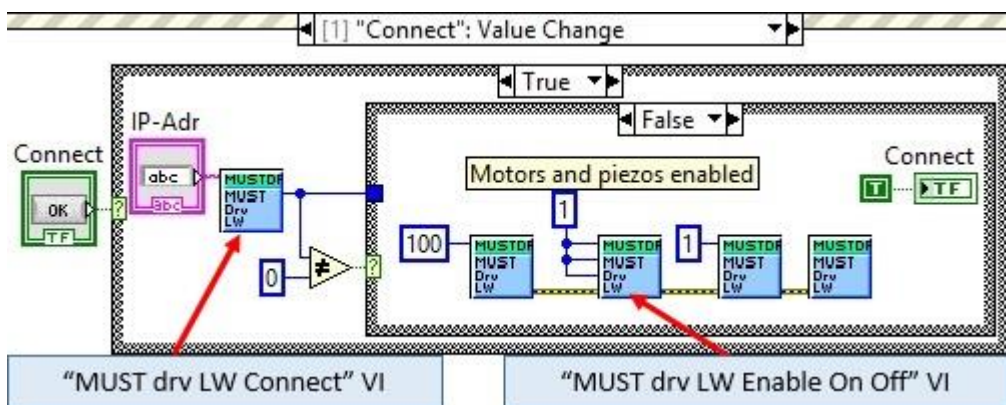 [1] "Connect": Value Change
True
IP-Adr
False
Connect
abc
abc
MUSTDR
MUST
Drv
LW
Motors and piezos enabled
Connect
OK
TF
?
T
TF
1
0
≠
?
100
MUSTDR
MUST
Drv
LW
MUSTDR
MUST
Drv
LW
1
MUSTDR
MUST
Drv
LW
MUSTDR
MUST
Drv
LW
“MUST drv LW Connect” VI
“MUST drv LW Enable On Off” VI